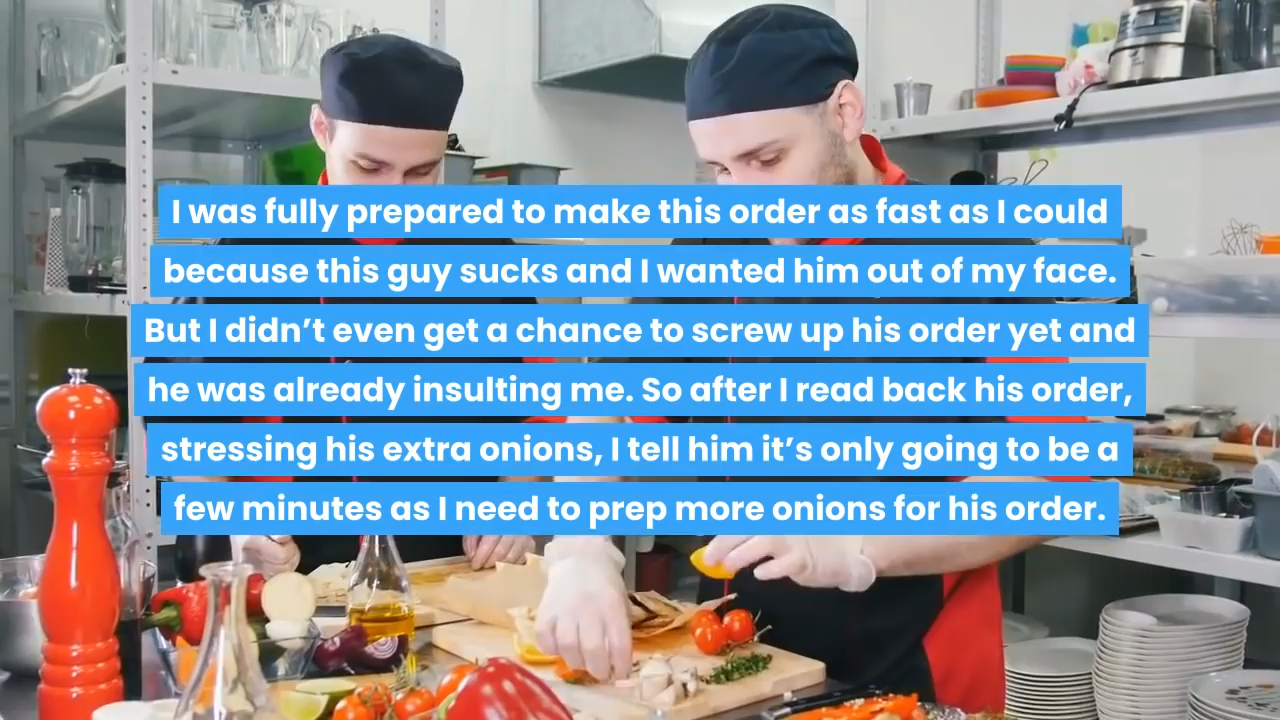 I was fully prepared to make this order as fast as I could
because this guy sucks and I wanted him out of my face.
But I didn’t even get a chance to screw up his order yet and
he was already insulting me. So after I read back his order,
stressing his extra onions, I tell him it’s only going to be a
few minutes as I need to prep more onions for his order.